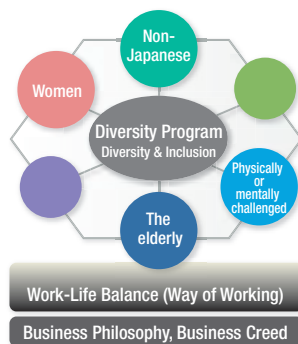 Non-
Japanese
Women
Diversity Program
Diversity & Inclusion
Physically
or
mentally
challenged
The
elderly
Work-Life Balance (Way of Working)
Business Philosophy, Business Creed